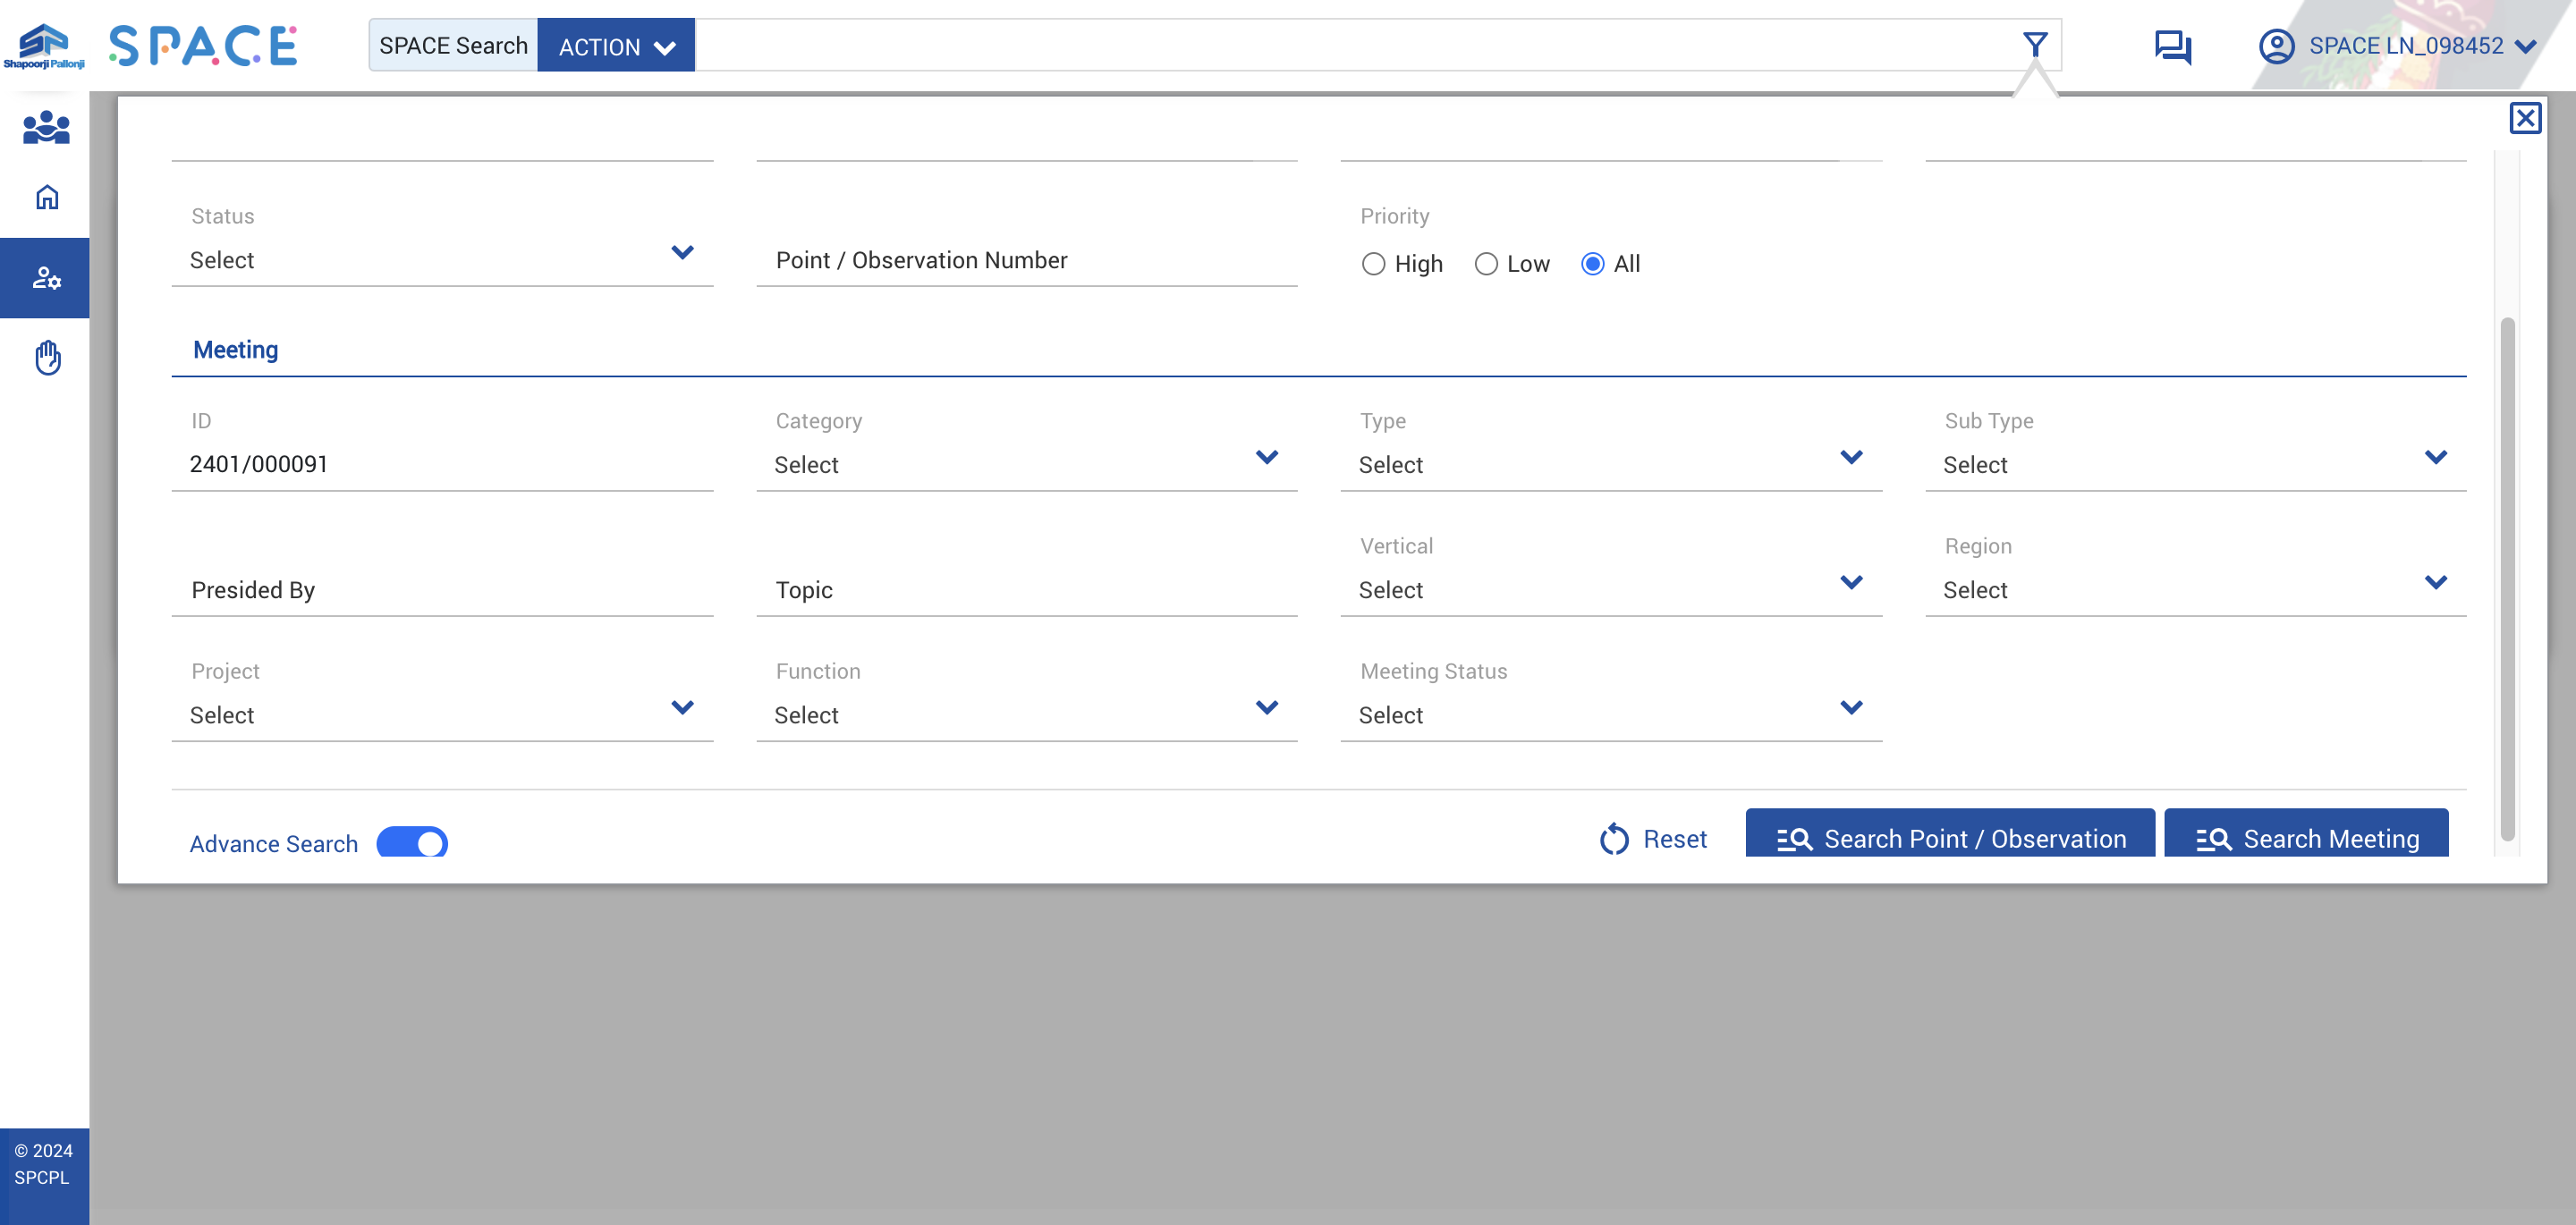 Shapoorji Pallonji
SPACE
SPACE Search
ACTION
SPACE LN_098452
Status
Select
Point / Observation Number
Priority
High
Low
All
Meeting
ID
2401/000091
Category
Select
Type
Select
Sub Type
Select
Presided By
Topic
Vertical
Select
Region
Select
Project
Select
Function
Select
Meeting Status
Select
Advance Search
Reset
Search Point / Observation
Search Meeting
© 2024
SPCPL